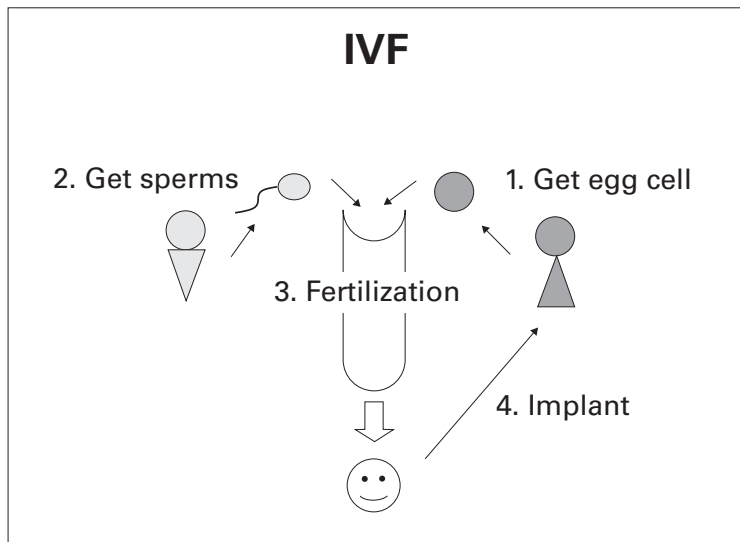 IVF
2. Get sperms
1. Get egg cell
3. Fertilization
4. Implant